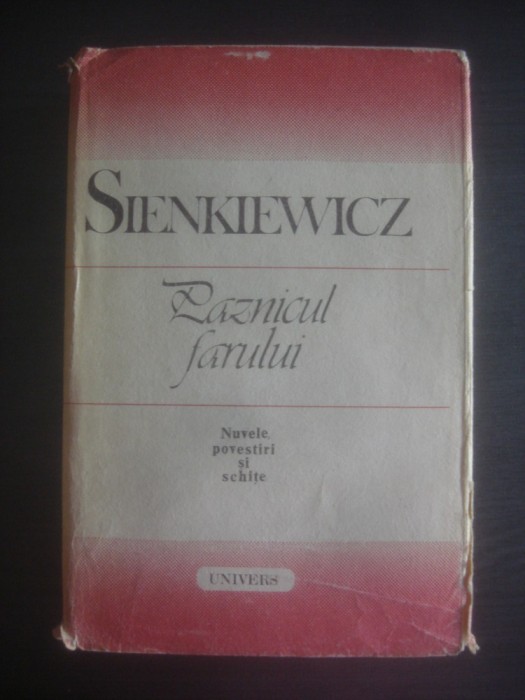 SIENKIEWICZ
Paznicul
farului
Nuvele,
povestiri
și
schițe
UNIVERS